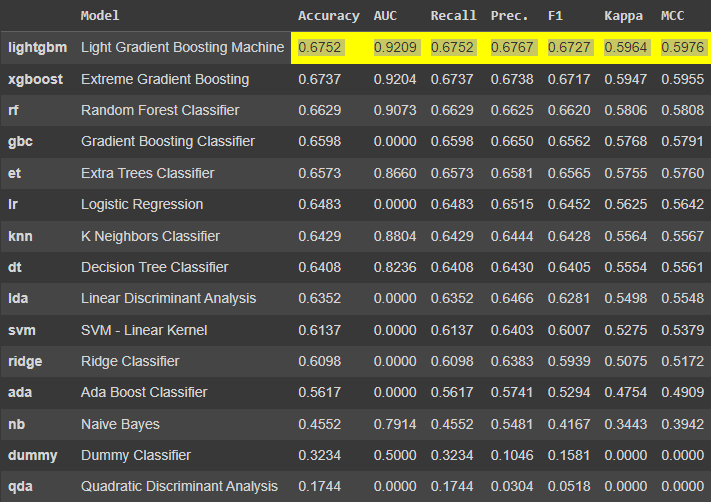 Model Accuracy AUC Recall Prec. F1 Kappa MCC
lightgbm Light Gradient Boosting Machine 0.6752 0.9209 0.6752 0.6767 0.6727 0.5964 0.5976
xgboost Extreme Gradient Boosting 0.6737 0.9204 0.6737 0.6738 0.6717 0.5947 0.5955
rf Random Forest Classifier 0.6629 0.9073 0.6629 0.6625 0.6620 0.5806 0.5808
gbc Gradient Boosting Classifier 0.6598 0.0000 0.6598 0.6650 0.6562 0.5768 0.5791
et Extra Trees Classifier 0.6573 0.8660 0.6573 0.6581 0.6565 0.5755 0.5760
lr Logistic Regression 0.6483 0.0000 0.6483 0.6515 0.6452 0.5625 0.5642
knn K Neighbors Classifier 0.6429 0.8804 0.6429 0.6444 0.6428 0.5564 0.5567
dt Decision Tree Classifier 0.6408 0.8236 0.6408 0.6430 0.6405 0.5554 0.5561
lda Linear Discriminant Analysis 0.6352 0.0000 0.6352 0.6466 0.6281 0.5498 0.5548
svm SVM - Linear Kernel 0.6137 0.0000 0.6137 0.6403 0.6007 0.5275 0.5379
ridge Ridge Classifier 0.6098 0.0000 0.6098 0.6383 0.5939 0.5075 0.5172
ada Ada Boost Classifier 0.5617 0.0000 0.5617 0.5741 0.5294 0.4754 0.4909
nb Naive Bayes 0.4552 0.7914 0.4552 0.5481 0.4167 0.3443 0.3942
dummy Dummy Classifier 0.3234 0.5000 0.3234 0.1046 0.1581 0.0000 0.0000
qda Quadratic Discriminant Analysis 0.1744 0.0000 0.1744 0.0304 0.0518 0.0000 0.0000